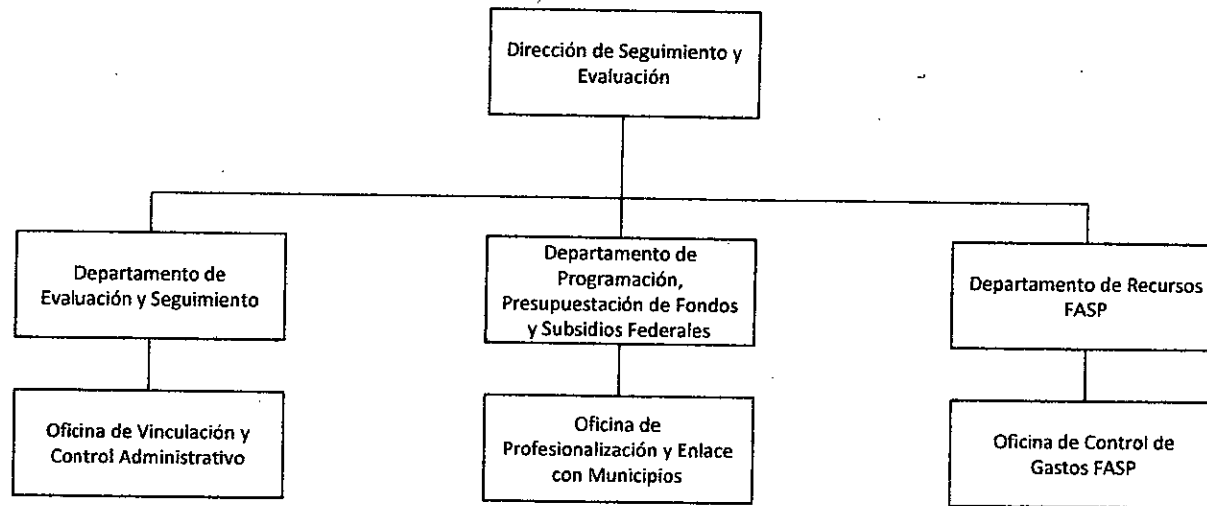 Dirección de Seguimiento y
Evaluación
Departamento de
Evaluación y Seguimiento
Departamento de
Programación,
Presupuestación de Fondos
y Subsidios Federales
Departamento de Recursos
FASP
Oficina de Vinculación y
Control Administrativo
Oficina de
Profesionalización y Enlace
con Municipios
Oficina de Control de
Gastos FASP